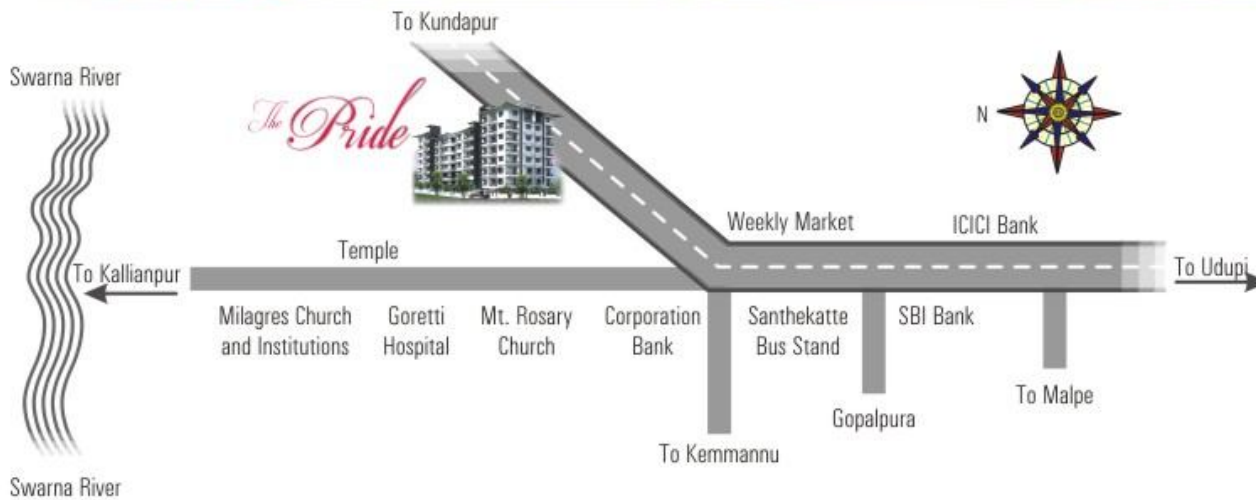 To Kundapur
Swarna River
The Pride
N
Weekly Market
ICICI Bank
Temple
To Kallianpur
To Udupi
Milagres Church
and Institutions
Goretti
Hospital
Mt. Rosary
Church
Corporation
Bank
Santhekatte
Bus Stand
SBI Bank
To Malpe
Gopalpura
To Kemmannu
Swarna River